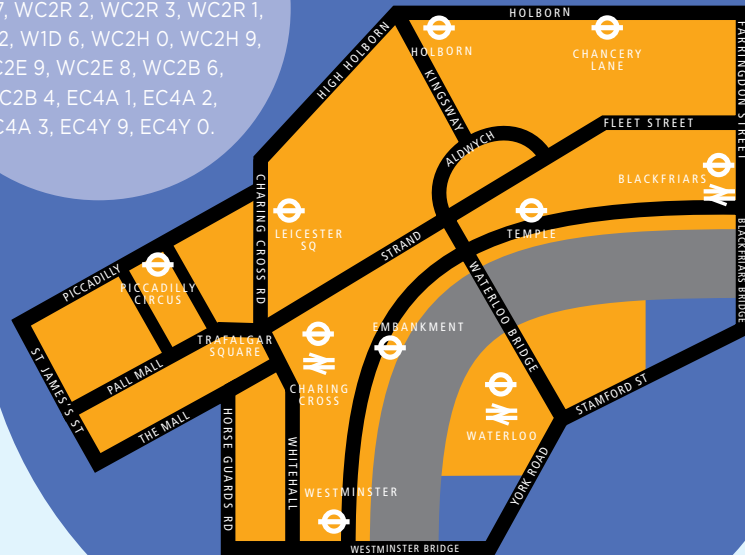 7, WC2R 2, WC2R 3, WC2R 1,
2, W1D 6, WC2H 0, WC2H 9,
C2E 9, WC2E 8, WC2B 6,
C2B 4, EC4A 1, EC4A 2,
C4A 3, EC4Y 9, EC4Y 0.
HOLBORN
HIGH HOLBORN
HOLBORN
CHANCERY
LANE
FARRINGDON STREET
KINGSWAY
FLEET STREET
ALDWYCH
BLACKFRIARS
CHARING CROSS RD
LEICESTER
SQ
TEMPLE
STRAND
BLACKFRIARS BRIDGE
PICCADILLY
PICCADILLY
CIRCUS
WATERLOO BRIDGE
EMBANKMENT
TRAFALGAR
SQUARE
ST JAMES'S ST
PALL MALL
CHARING
CROSS
STAMFORD ST
THE MALL
HORSE GUARDS RD
WHITEHALL
WATERLOO
YORK ROAD
WESTMINSTER
WESTMINSTER BRIDGE